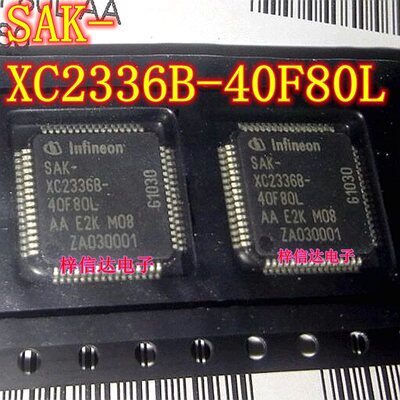 SAK-
XC2336B-40F80L
AA
Infineon
SAK-
XC2336B-
40F80L
AA E2K M08
ZA030001
G1030
梓信达电子
Infineon
SAK-
XC2336B-
40F80L
AA E2K M08
ZA030001
G1030
梓信达电子